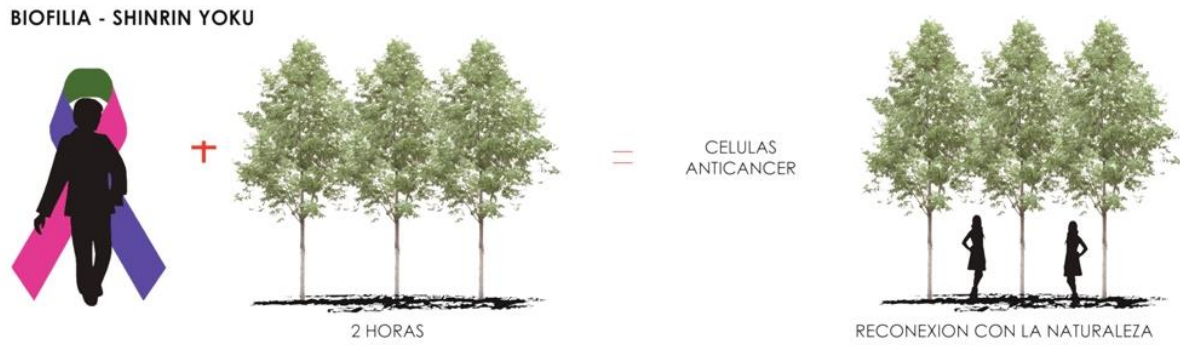 BIOFILIA - SHINRIN YOKU
CELULAS
ANTICANCER
2 HORAS
RECONEXION CON LA NATURALEZA